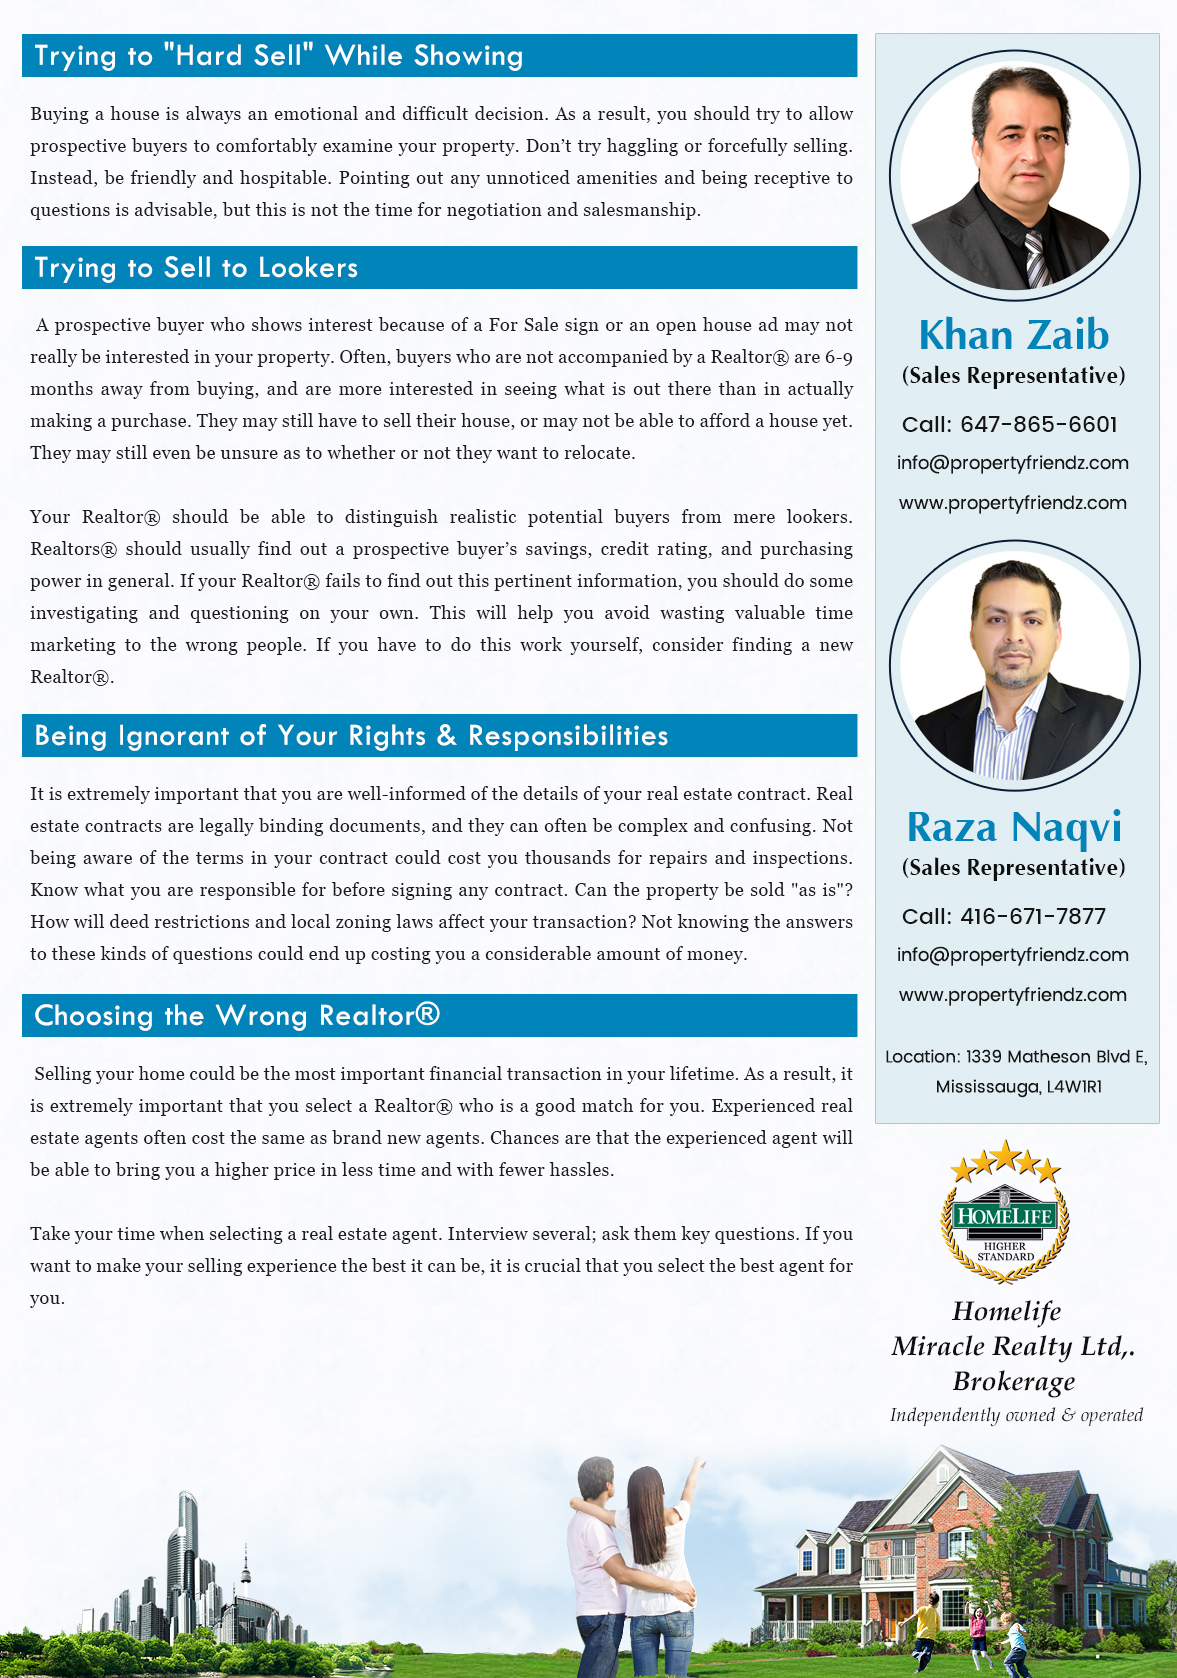 Trying to "Hard Sell" While Showing
Buying a house is always an emotional and difficult decision. As a result, you should try to allow
prospective buyers to comfortably examine your property. Don’t try haggling or forcefully selling.
Instead, be friendly and hospitable. Pointing out any unnoticed amenities and being receptive to
questions is advisable, but this is not the time for negotiation and salesmanship.
Trying to Sell to Lookers
A prospective buyer who shows interest because of a For Sale sign or an open house ad may not
really be interested in your property. Often, buyers who are not accompanied by a Realtor® are 6-9
months away from buying, and are more interested in seeing what is out there than in actually
making a purchase. They may still have to sell their house, or may not be able to afford a house yet.
They may still even be unsure as to whether or not they want to relocate.
Your Realtor® should be able to distinguish realistic potential buyers from mere lookers.
Realtors® should usually find out a prospective buyer’s savings, credit rating, and purchasing
power in general. If your Realtor® fails to find out this pertinent information, you should do some
investigating and questioning on your own. This will help you avoid wasting valuable time
marketing to the wrong people. If you have to do this work yourself, consider finding a new
Realtor®.
Being Ignorant of Your Rights & Responsibilities
It is extremely important that you are well-informed of the details of your real estate contract. Real
estate contracts are legally binding documents, and they can often be complex and confusing. Not
being aware of the terms in your contract could cost you thousands for repairs and inspections.
Know what you are responsible for before signing any contract. Can the property be sold "as is"?
How will deed restrictions and local zoning laws affect your transaction? Not knowing the answers
to these kinds of questions could end up costing you a considerable amount of money.
Choosing the Wrong Realtor®
Selling your home could be the most important financial transaction in your lifetime. As a result, it
is extremely important that you select a Realtor® who is a good match for you. Experienced real
estate agents often cost the same as brand new agents. Chances are that the experienced agent will
be able to bring you a higher price in less time and with fewer hassles.
Take your time when selecting a real estate agent. Interview several; ask them key questions. If you
want to make your selling experience the best it can be, it is crucial that you select the best agent for
you.
Khan Zaib
(Sales Representative)
Call: 647-865-6601
info@propertyfriendz.com
www.propertyfriendz.com
Raza Naqvi
(Sales Representative)
Call: 416-671-7877
info@propertyfriendz.com
www.propertyfriendz.com
Location: 1339 Matheson Blvd E,
Mississauga, L4W1R1
HOMELIFE
HIGHER
STANDARD
Homelife
Miracle Realty Ltd,.
Brokerage
Independently owned & operated